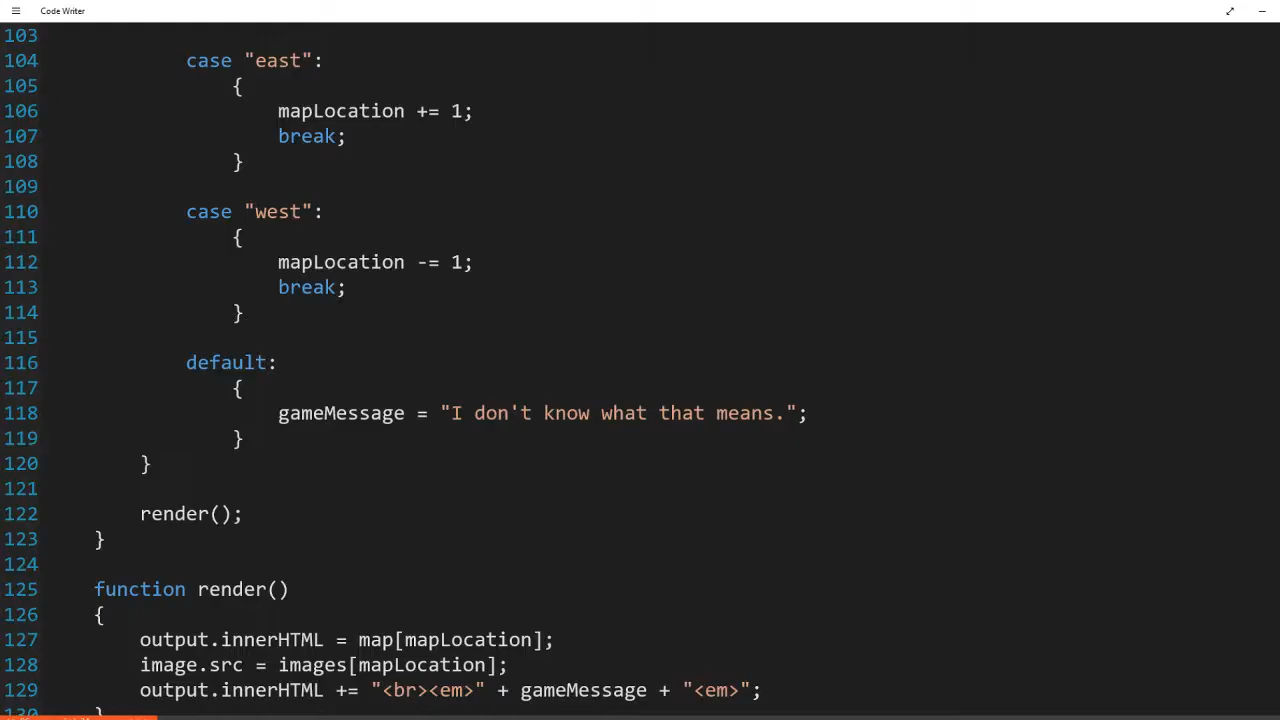 Code Writer
103
104 case "east":
105 {
106 mapLocation += 1;
107 break;
108 }
109
110 case "west":
111 {
112 mapLocation -= 1;
113 break;
114 }
115
116 default:
117 {
118 gameMessage = "I don't know what that means.";
119 }
120 }
121
122 render();
123 }
124
125 function render()
126 {
127 output.innerHTML = map[mapLocation];
128 image.src = images[mapLocation];
129 output.innerHTML += "<br><em>" + gameMessage + "<em>";
130 }